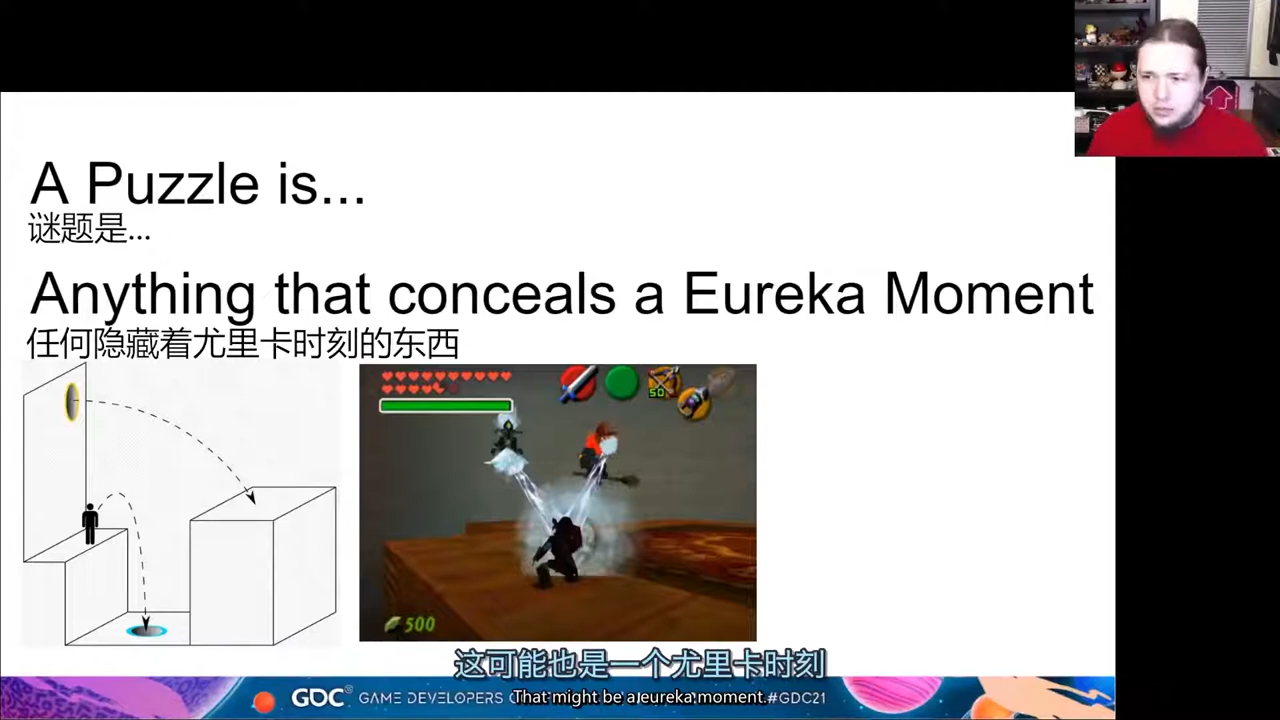 A Puzzle is...
谜题是...
Anything that conceals a Eureka Moment
任何隐藏着尤里卡时刻的东西
50
500
这可能也是一个尤里卡时刻
GDC GAME DEVELOPERS C
That might be a eureka moment.
#GDC21